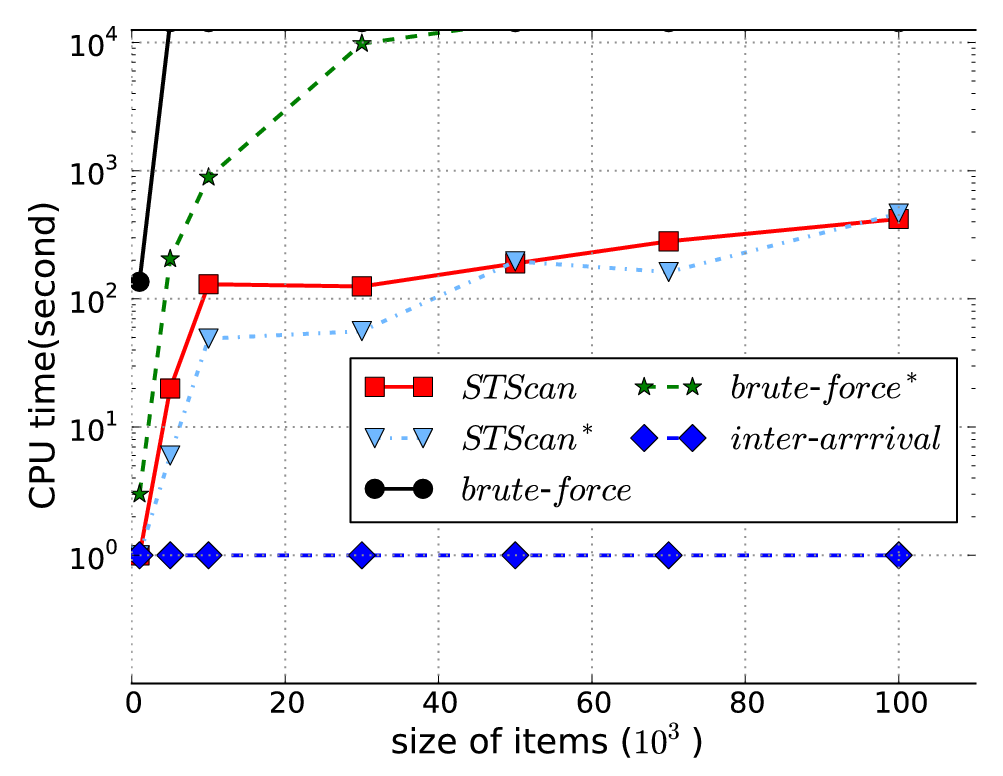 10^4
10^3
10^2
10^1
10^0
CPU time(second)
STScan
STScan*
brute-force
brute-force*
inter-arrrival
0 20 40 60 80 100
size of items (10^3 )